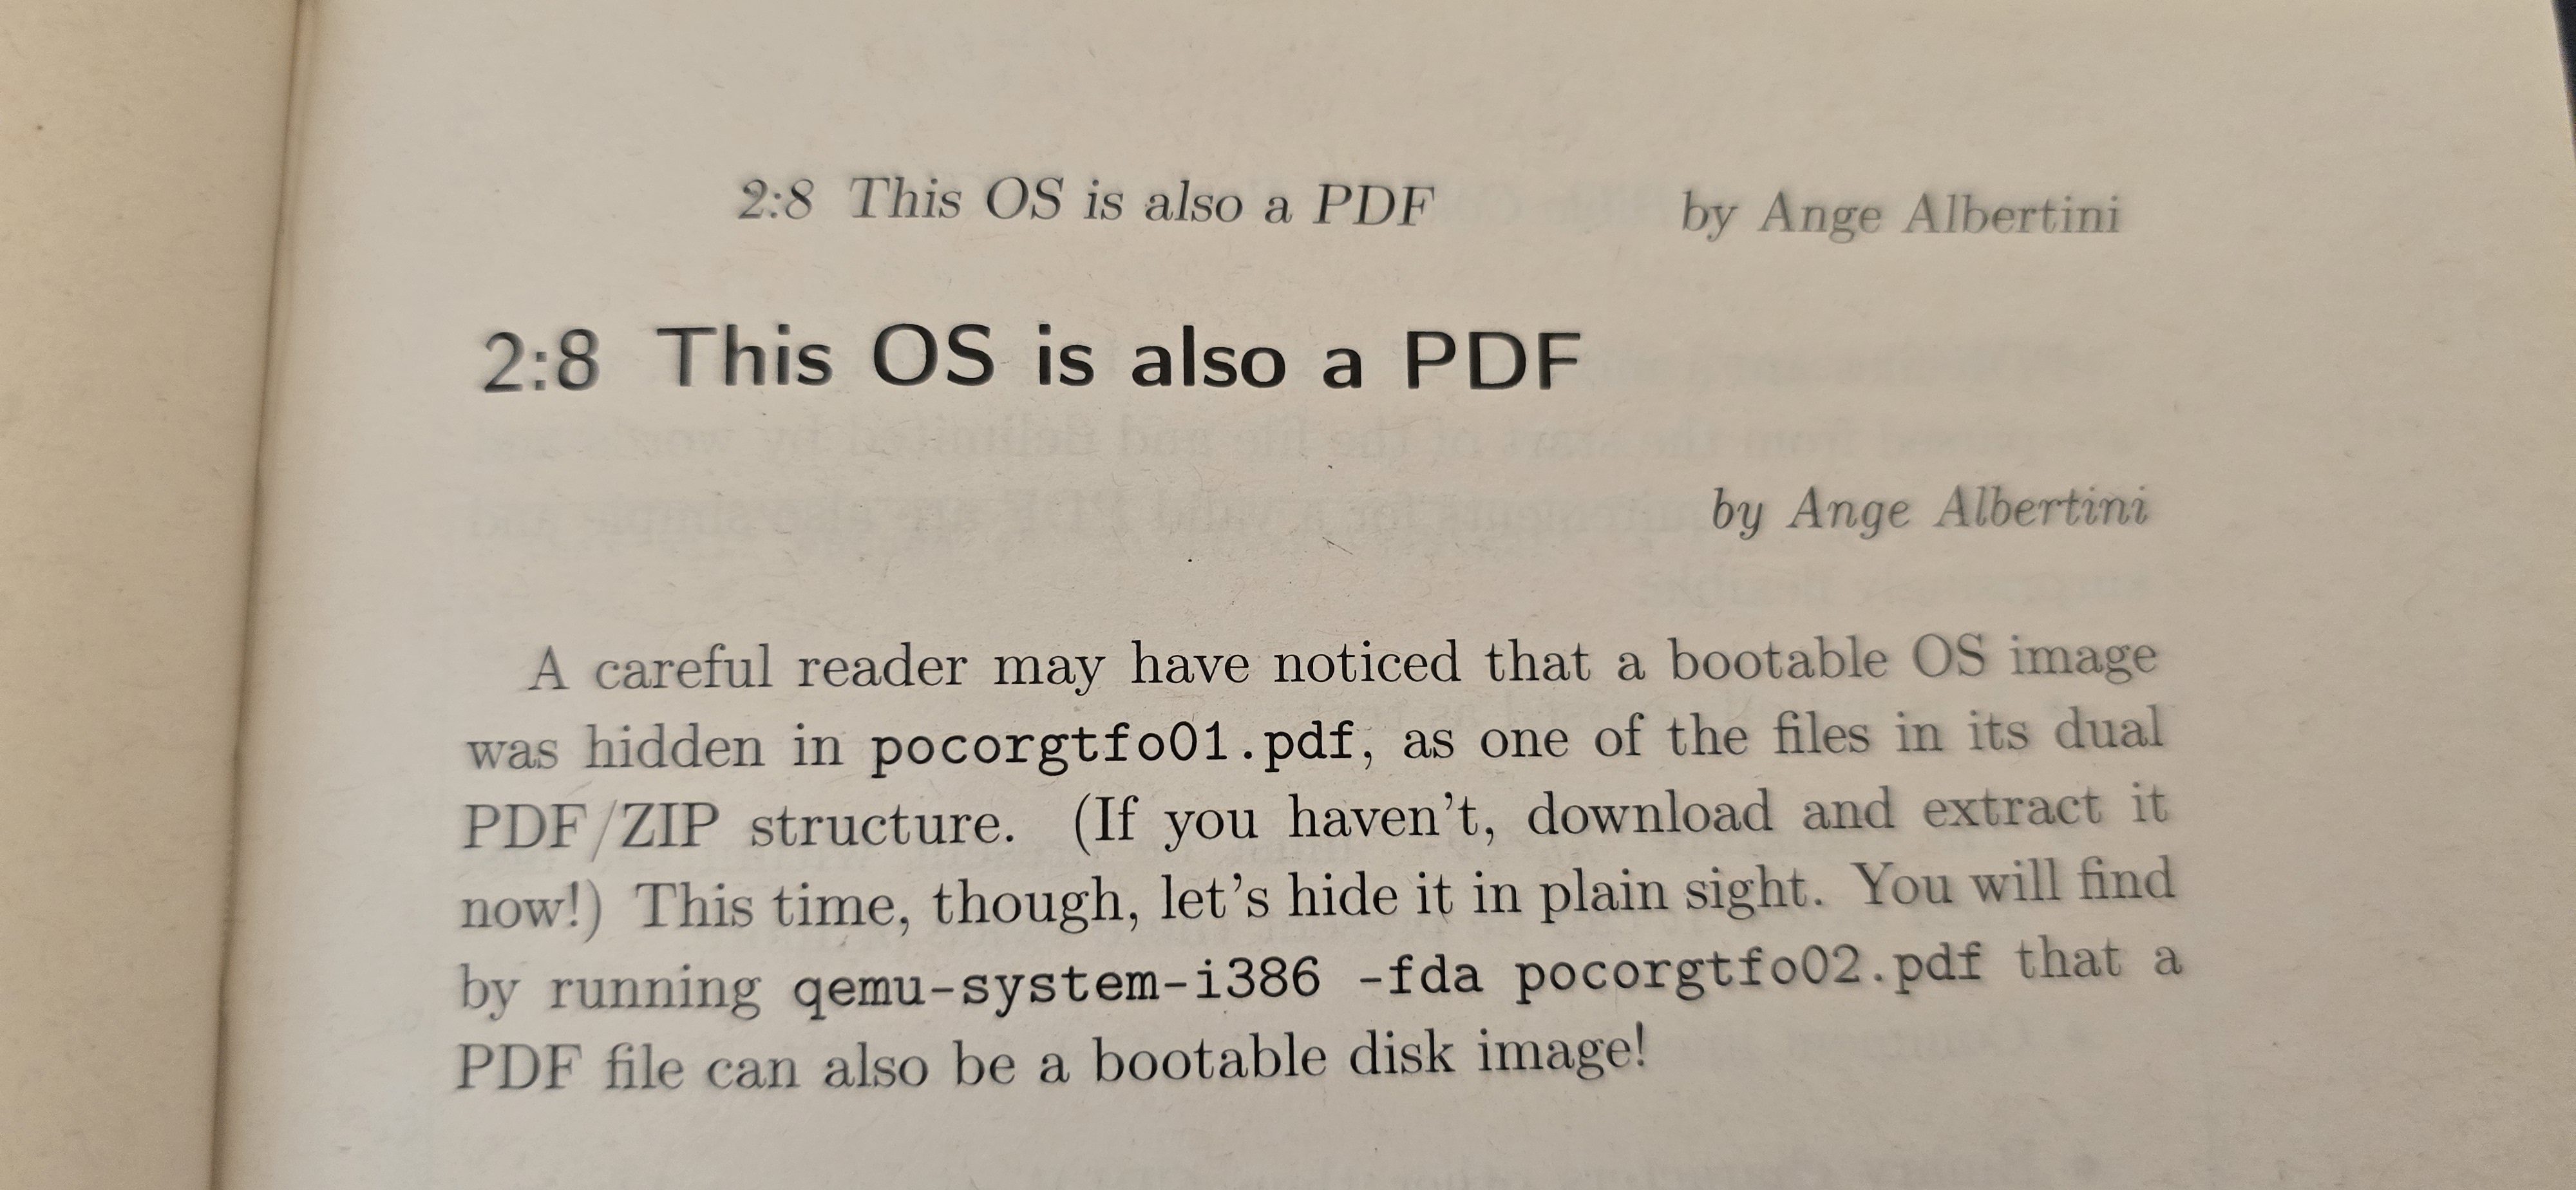 2:8 This OS is also a PDF by Ange Albertini
2:8 This OS is also a PDF
by Ange Albertini
A careful reader may have noticed that a bootable OS image
was hidden in pocorgtfo01.pdf, as one of the files in its dual
PDF/ZIP structure. (If you haven't, download and extract it
now!) This time, though, let's hide it in plain sight. You will find
by running qemu-system-i386 -fda pocorgtfo02.pdf that a
PDF file can also be a bootable disk image!